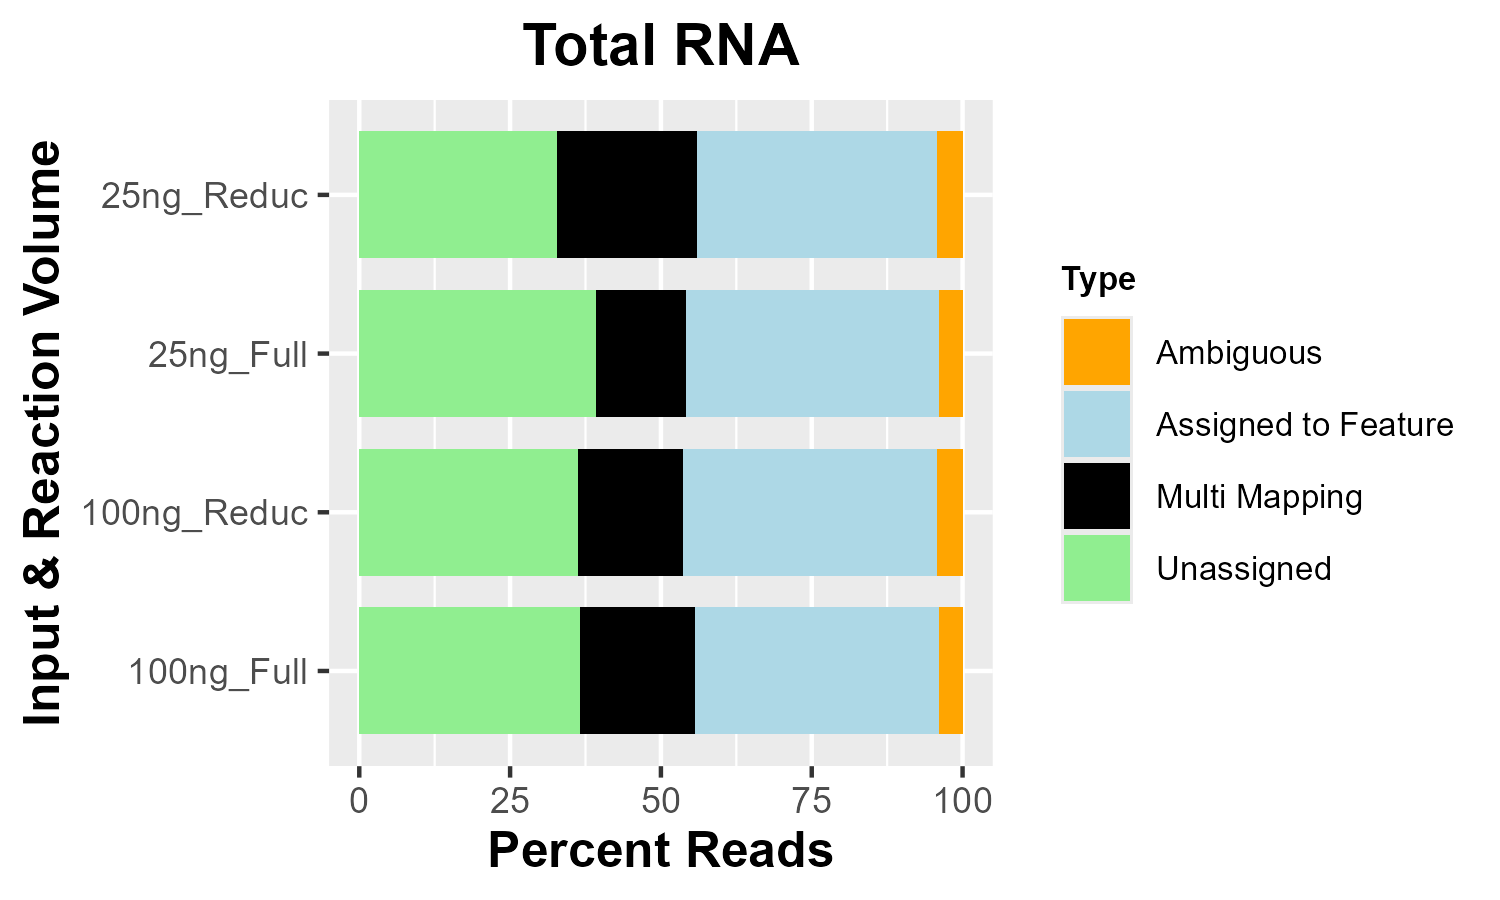 Total RNA
Input & Reaction Volume
25ng_Reduc
25ng_Full
100ng_Reduc
100ng_Full
0 25 50 75 100
Percent Reads
Type
Ambiguous
Assigned to Feature
Multi Mapping
Unassigned